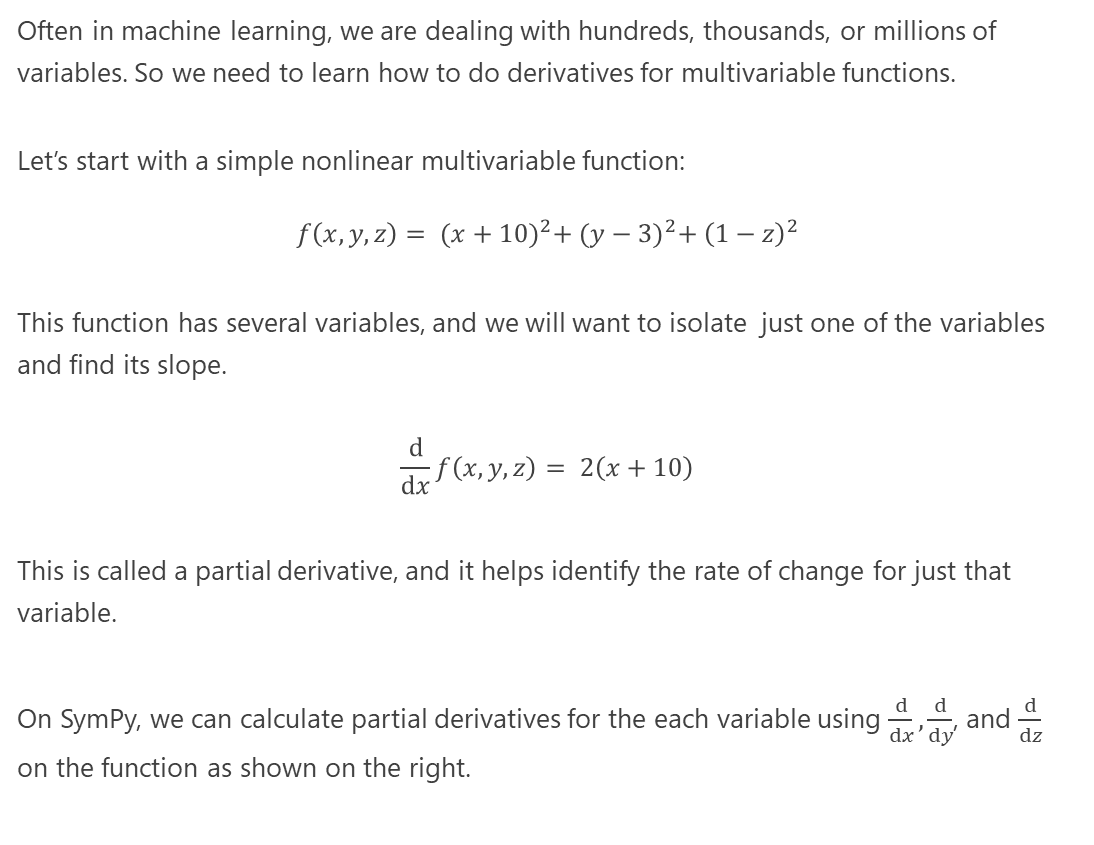 Often in machine learning, we are dealing with hundreds, thousands, or millions of
variables. So we need to learn how to do derivatives for multivariable functions.
Let's start with a simple nonlinear multivariable function:
f(x, y, z) = (x + 10)² + (y − 3)² + (1 − z)²
This function has several variables, and we will want to isolate just one of the variables
and find its slope.
d/dx f(x, y, z) = 2(x + 10)
This is called a partial derivative, and it helps identify the rate of change for just that
variable.
On SymPy, we can calculate partial derivatives for the each variable using d/dx, d/dy, and d/dz
on the function as shown on the right.